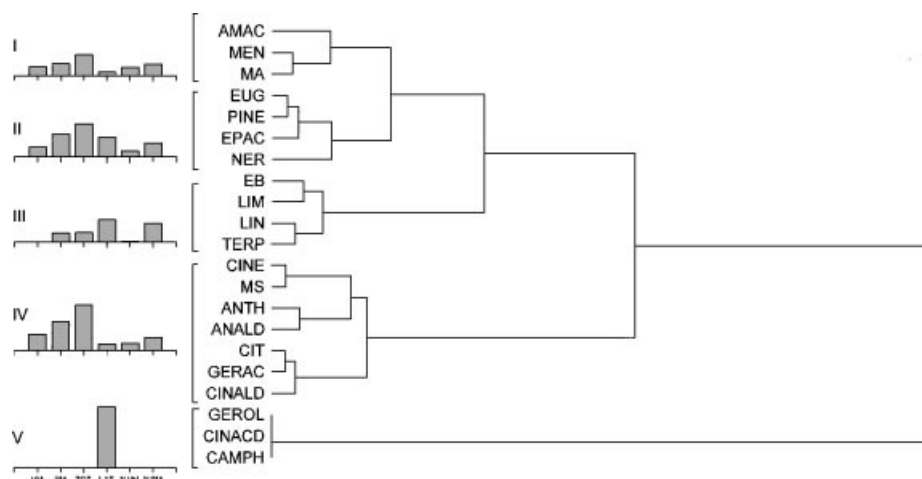 I
AMAC
MEN
MA
II
EUG
PINE
EPAC
NER
III
EB
LIM
LIN
TERP
IV
CINE
MS
ANTH
ANALD
CIT
GERAC
CINALD
V
GEROL
CINACD
CAMPH